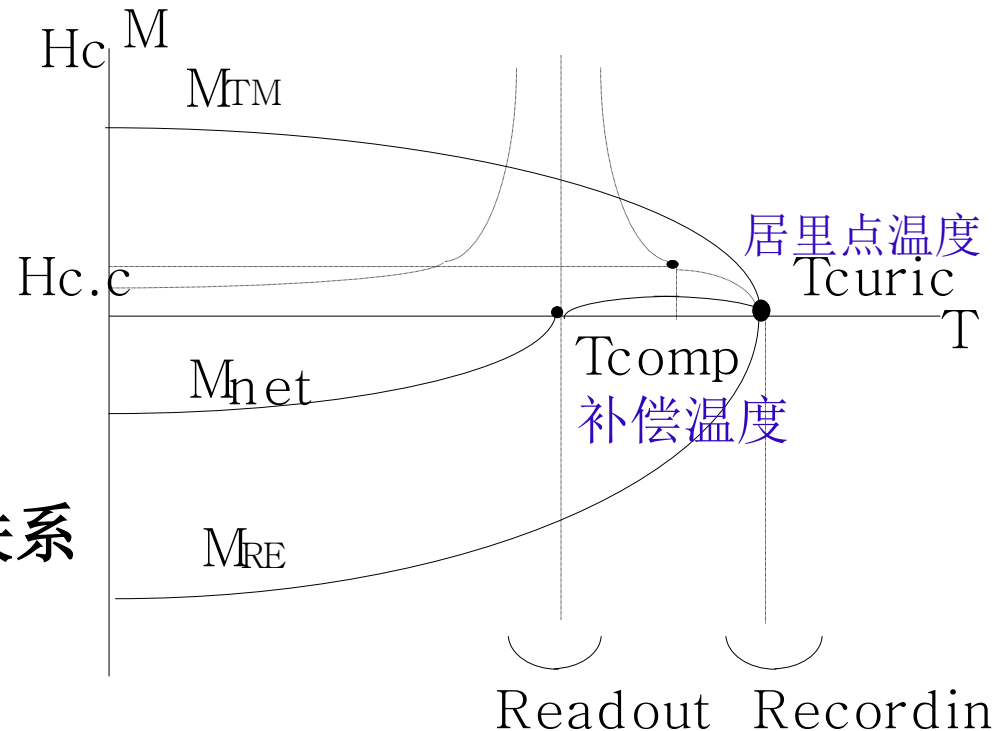 Hc M
MTM
居里点温度
Hc.c
Tcuric
T
Tcomp
Mnet
补偿温度
系
MRE
Readout
Recordin